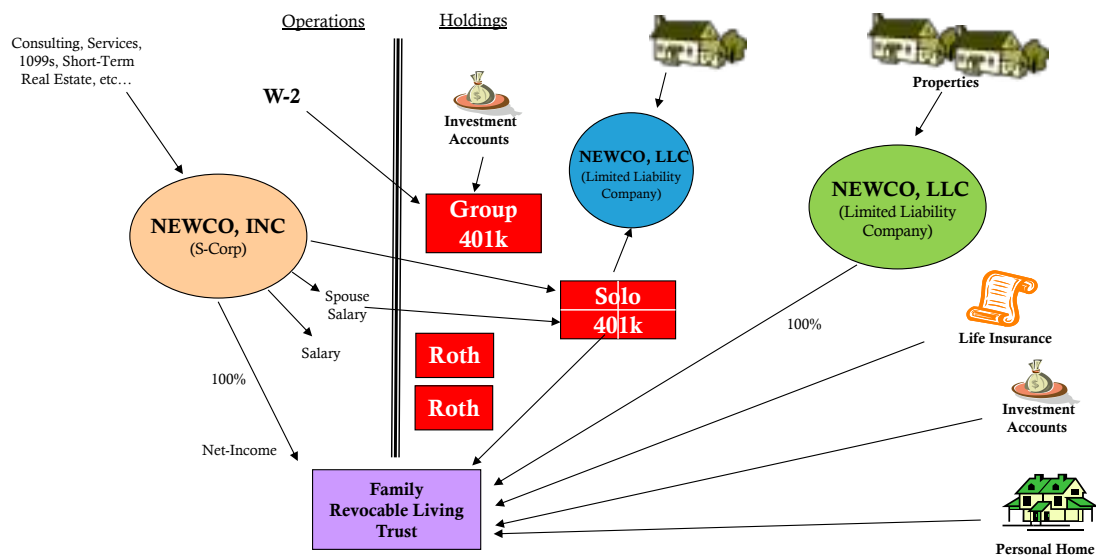 Operations
Holdings
Consulting, Services,
1099s, Short-Term
Real Estate, etc…
W-2
Investment
Accounts
Properties
NEWCO, LLC
(Limited Liability
Company)
NEWCO, LLC
(Limited Liability
Company)
NEWCO, INC
(S-Corp)
Group
401k
Spouse
Salary
Solo
401k
Salary
100%
100%
Roth
Roth
Life Insurance
Investment
Accounts
Net-Income
Family
Revocable Living
Trust
Personal Home